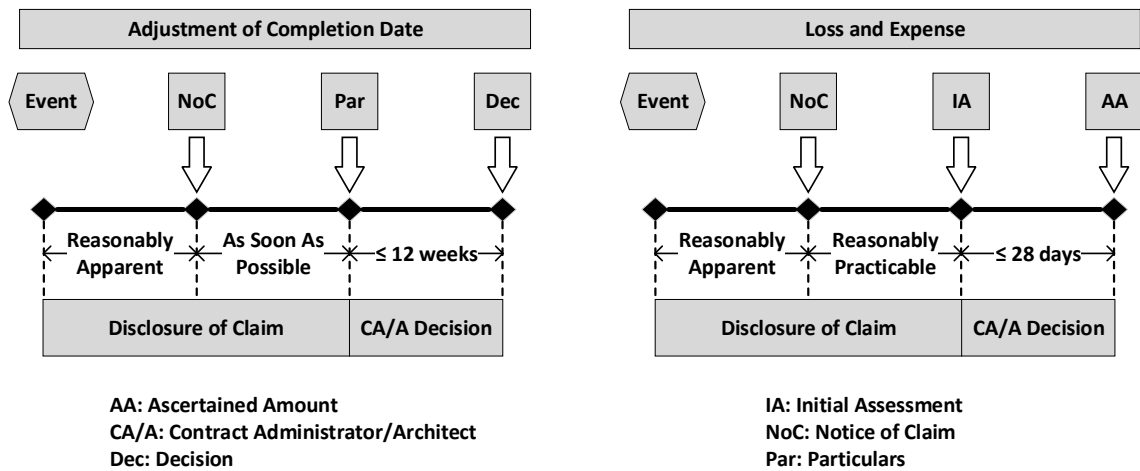 Adjustment of Completion Date
Event
NoC
Par
Dec
Reasonably
Apparent
As Soon As
Possible
≤ 12 weeks
Disclosure of Claim
CA/A Decision
Loss and Expense
Event
NoC
IA
AA
Reasonably
Apparent
Reasonably
Practicable
≤ 28 days
Disclosure of Claim
CA/A Decision
AA: Ascertained Amount
CA/A: Contract Administrator/Architect
Dec: Decision
IA: Initial Assessment
NoC: Notice of Claim
Par: Particulars